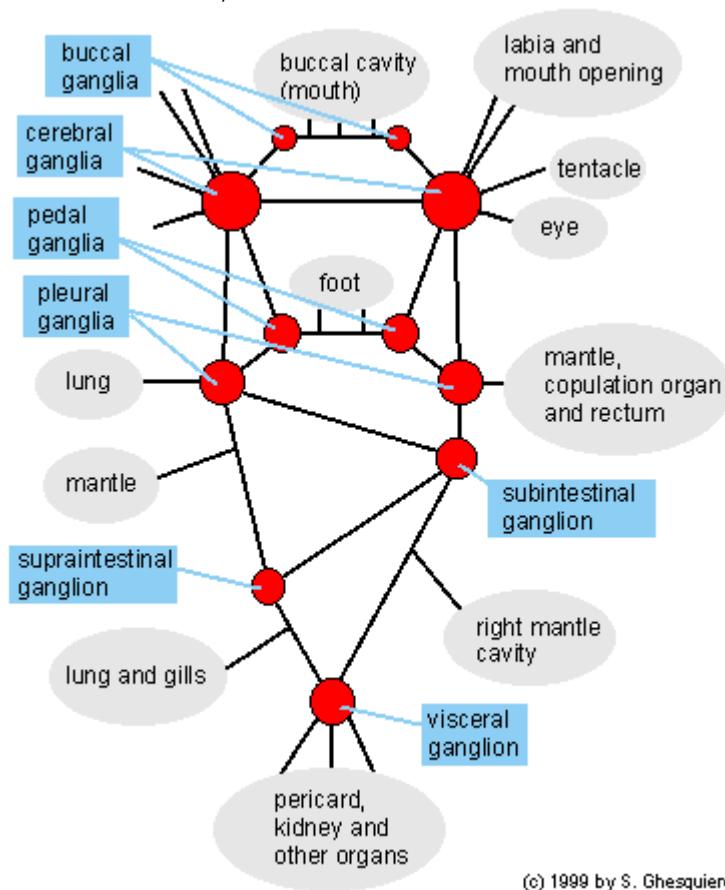 buccal
ganglia
buccal cavity
(mouth)
labia and
mouth opening
cerebral
ganglia
tentacle
eye
pedal
ganglia
foot
pleural
ganglia
lung
mantle,
copulation organ
and rectum
mantle
subintestinal
ganglion
supraintestinal
ganglion
right mantle
cavity
lung and gills
visceral
ganglion
pericard,
kidney and
other organs
(c) 1999 by S. Ghesquier